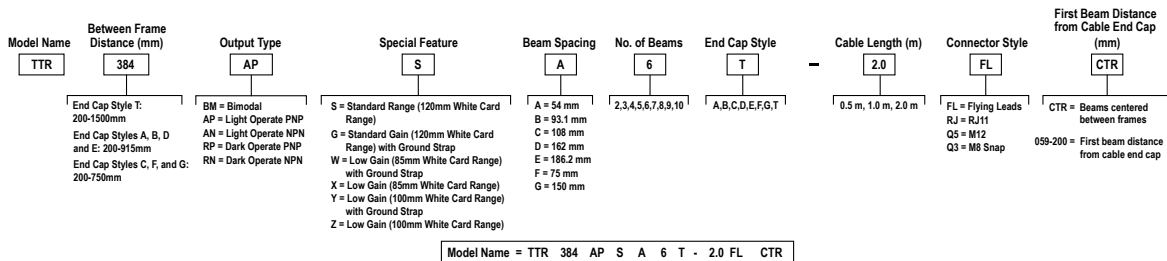 Model Name
TTR
Between Frame
Distance (mm)
384
End Cap Style T:
200-1500mm
End Cap Styles A, B, D
and E: 200-915mm
End Cap Styles C, F, and G:
200-750mm
Output Type
AP
BM = Bimodal
AP = Light Operate PNP
AN = Light Operate NPN
RP = Dark Operate PNP
RN = Dark Operate NPN
Special Feature
S
S = Standard Range (120mm White Card
Range)
G = Standard Gain (120mm White Card
Range) with Ground Strap
W = Low Gain (85mm White Card Range)
with Ground Strap
X = Low Gain (85mm White Card Range)
Y = Low Gain (100mm White Card Range)
with Ground Strap
Z = Low Gain (100mm White Card Range)
Beam Spacing
A
A = 54 mm
B = 93.1 mm
C = 108 mm
D = 162 mm
E = 186.2 mm
F = 75 mm
G = 150 mm
No. of Beams
6
2,3,4,5,6,7,8,9,10
End Cap Style
T
A,B,C,D,E,F,G,T
–
Cable Length (m)
2.0
0.5 m, 1.0 m, 2.0 m
Connector Style
FL
FL = Flying Leads
RJ = RJ11
Q5 = M12
Q3 = M8 Snap
First Beam Distance
from Cable End Cap
(mm)
CTR
CTR = Beams centered
between frames
059-200 = First beam distance
from cable end cap
Model Name = TTR 384 AP S A 6 T - 2.0 FL CTR